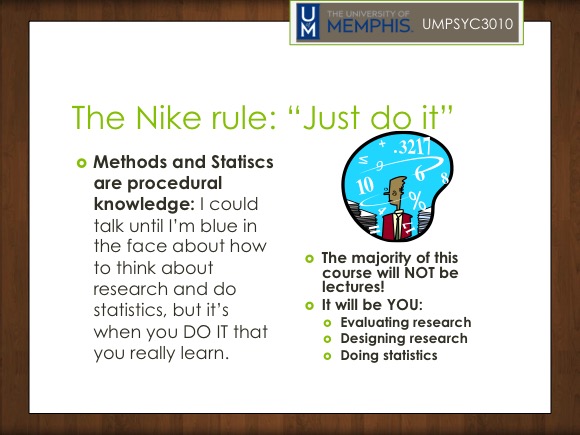 UM
THE UNIVERSITY OF
MEMPHIS.
UMPSYC3010
The Nike rule: “Just do it”
Methods and Statiscs
are procedural
knowledge: I could
talk until I’m blue in
the face about how
to think about
research and do
statistics, but it’s
when you DO IT that
you really learn.
.3217
+
10
6
8
%
The majority of this
course will NOT be
lectures!
It will be YOU:
Evaluating research
Designing research
Doing statistics